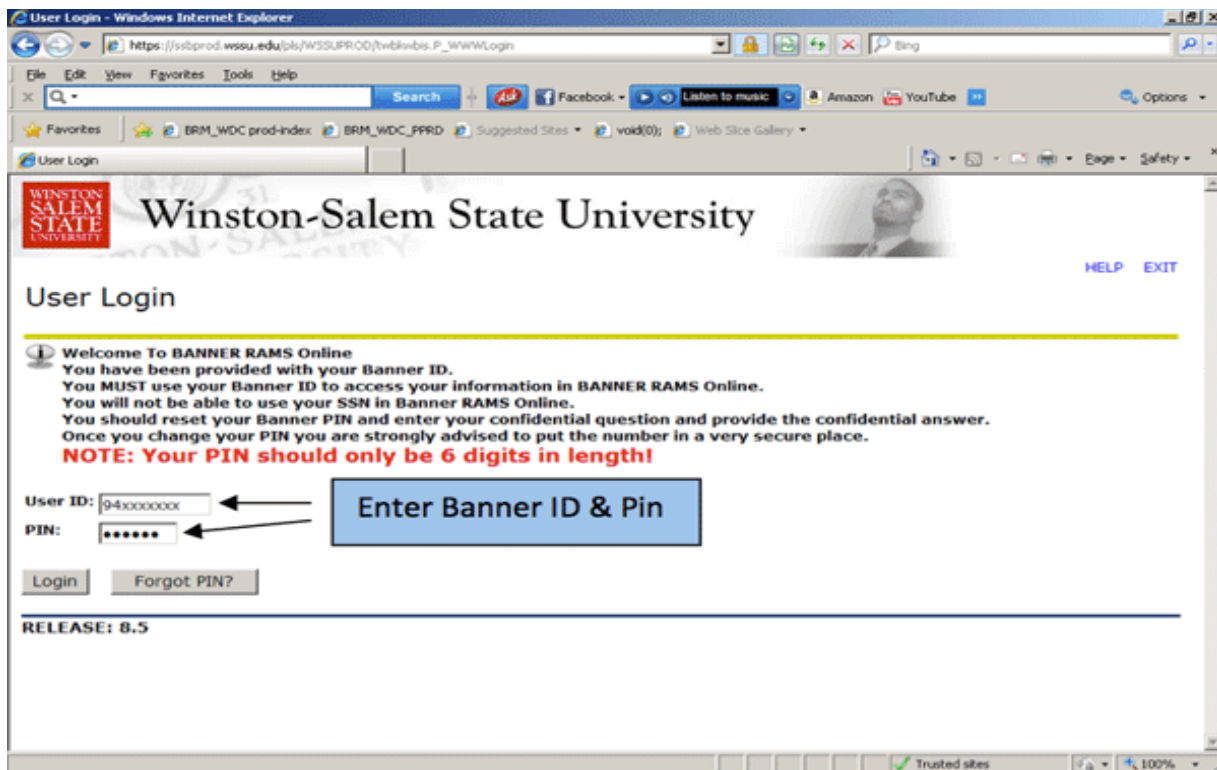 User Login - Windows Internet Explorer
https://ssbprod.wssu.edu/pls/WSSUPROD/twbkwbis.P_WWWLogin
Bing
File Edit View Favorites Tools Help
Search Ask Facebook Listen to music Amazon YouTube Options
Favorites BRM_WDC prod-index BRM_WDC_PPRD Suggested Sites void(0); Web Slice Gallery
User Login Page Safety
WINSTON
SALEM
STATE
UNIVERSITY
Winston-Salem State University
HELP EXIT
User Login
Welcome To BANNER RAMS Online
You have been provided with your Banner ID.
You MUST use your Banner ID to access your information in BANNER RAMS Online.
You will not be able to use your SSN in Banner RAMS Online.
You should reset your Banner PIN and enter your confidential question and provide the confidential answer.
Once you change your PIN you are strongly advised to put the number in a very secure place.
NOTE: Your PIN should only be 6 digits in length!
User ID: 94xxxxxxx
PIN: ••••••
Enter Banner ID & Pin
Login Forgot PIN?
RELEASE: 8.5
Trusted sites 100%